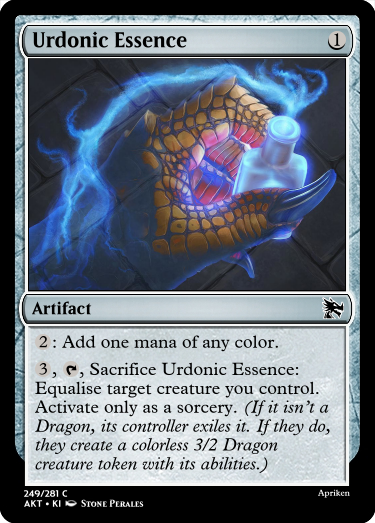 Urdonic Essence 1
Artifact
2: Add one mana of any color.
3, , Sacrifice Urdonic Essence:
Equalise target creature you control.
Activate only as a sorcery. (If it isn't a
Dragon, its controller exiles it. If they do,
they create a colorless 3/2 Dragon
creature token with its abilities.)
249/281 C
AKT • KI Stone Perales
Apriken